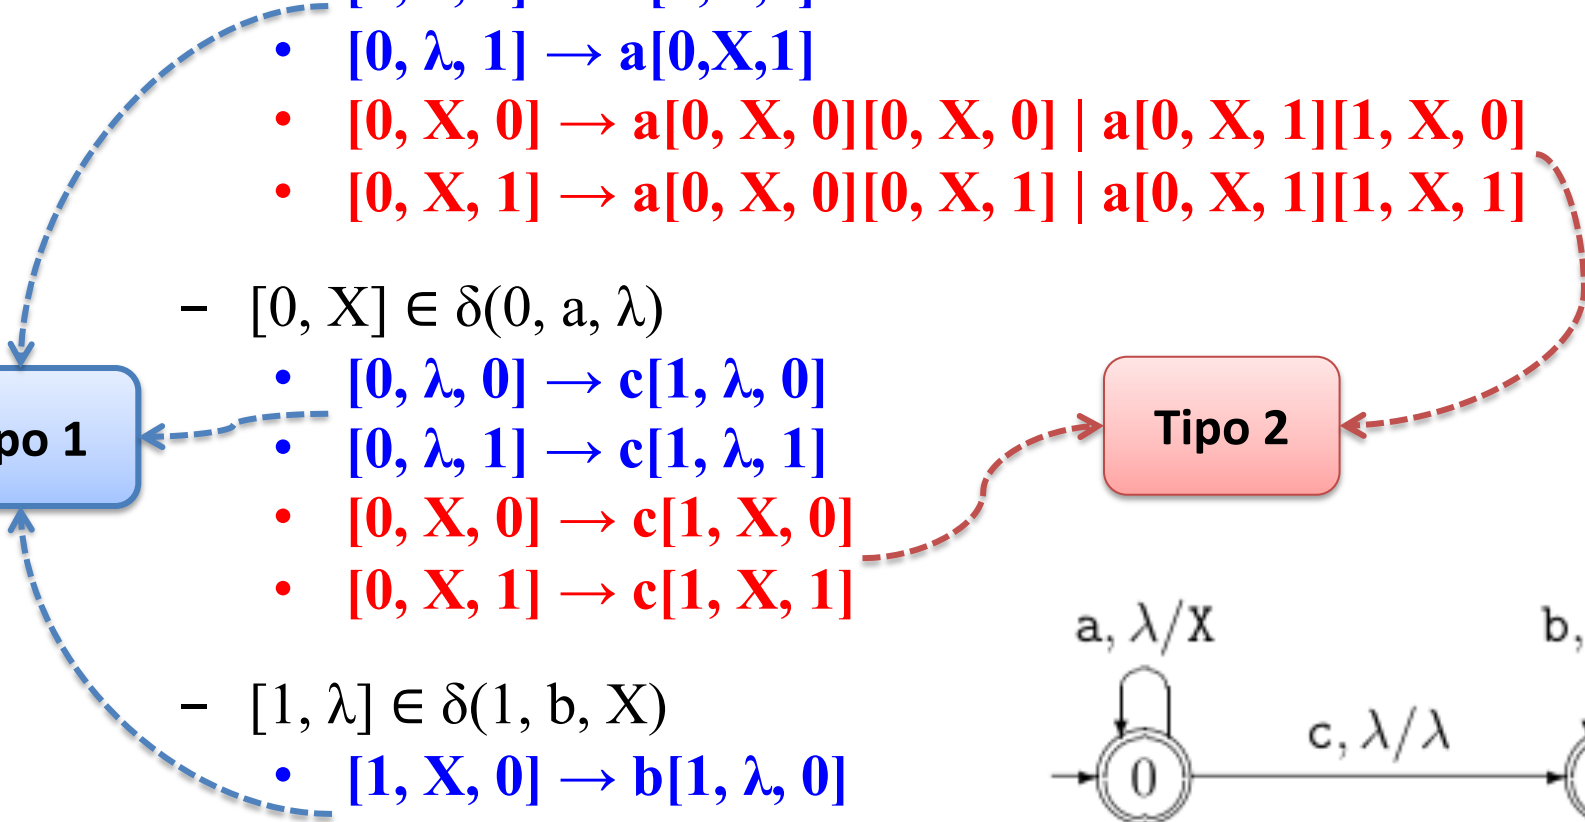 • [0, λ, 1] → a[0,X,1]
• [0, X, 0] → a[0, X, 0][0, X, 0] | a[0, X, 1][1, X, 0]
• [0, X, 1] → a[0, X, 0][0, X, 1] | a[0, X, 1][1, X, 1]
– [0, X] ∈ δ(0, a, λ)
• [0, λ, 0] → c[1, λ, 0]
• [0, λ, 1] → c[1, λ, 1]
• [0, X, 0] → c[1, X, 0]
• [0, X, 1] → c[1, X, 1]
po 1
Tipo 2
– [1, λ] ∈ δ(1, b, X)
• [1, X, 0] → b[1, λ, 0]
a, λ/X
b,
c, λ/λ
0